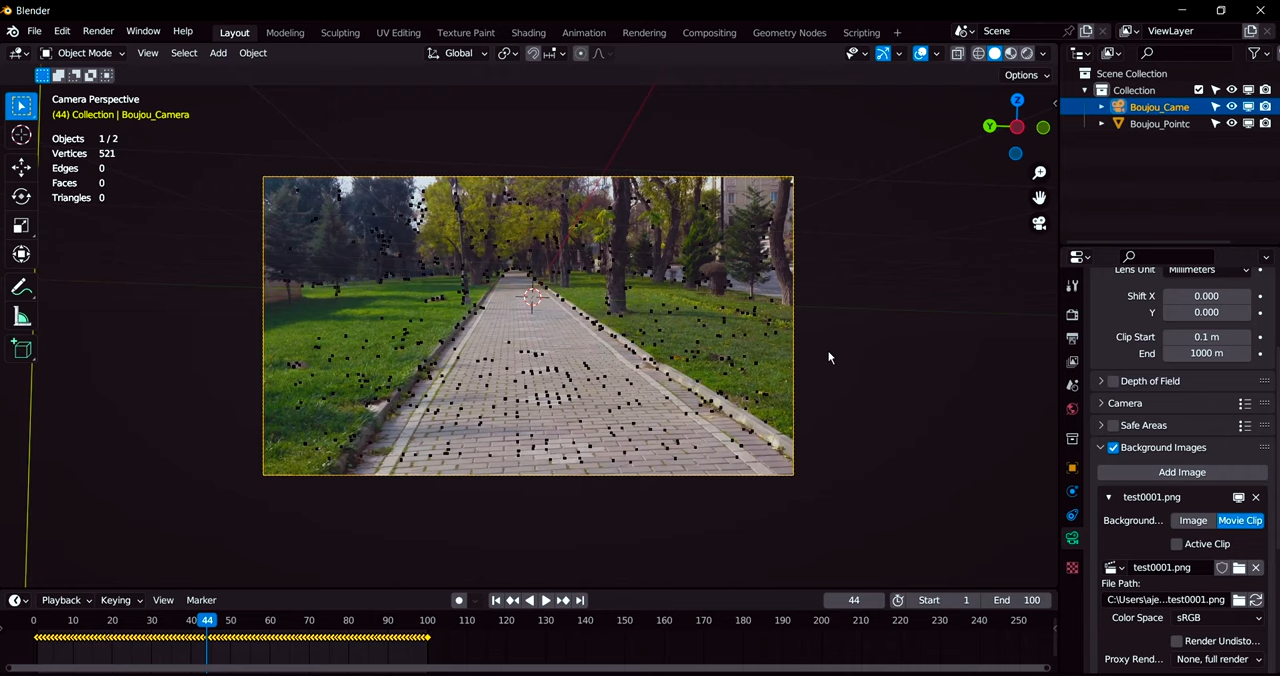 Blender
File Edit Render Window Help Layout Modeling Sculpting UV Editing Texture Paint Shading Animation Rendering Compositing Geometry Nodes Scripting + Scene ViewLayer
Object Mode View Select Add Object Global
Options
Camera Perspective
(44) Collection | Boujou_Camera
Objects 1 / 2
Vertices 521
Edges 0
Faces 0
Triangles 0
Z
Y
Scene Collection
Collection
Boujou_Came
Boujou_Pointc
Lens Unit Millimeters
Shift X 0.000
Y 0.000
Clip Start 0.1 m
End 1000 m
Depth of Field
Camera
Safe Areas
Background Images
Add Image
test0001.png
Background... Image Movie Clip
Active Clip
test0001.png
File Path:
C:\Users\aje...test0001.png
Color Space sRGB
Render Undisto...
Proxy Rend... None, full render
Playback Keying View Marker 44 Start 1 End 100
0 10 20 30 40 44 50 60 70 80 90 100 110 120 130 140 150 160 170 180 190 200 210 220 230 240 250